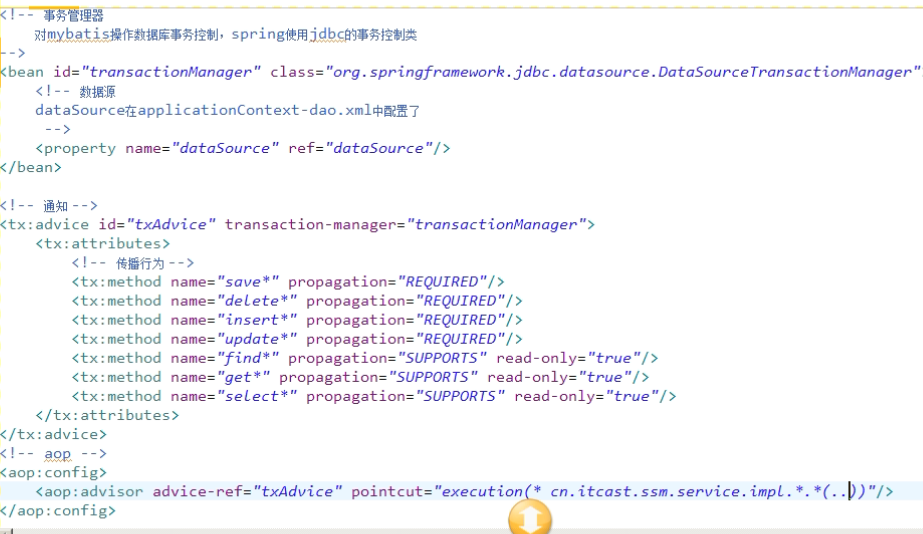 <!-- 事务管理器
对mybatis操作数据库事务控制，spring使用jdbc的事务控制类
-->
<bean id="transactionManager" class="org.springframework.jdbc.datasource.DataSourceTransactionManager"
<!-- 数据源
dataSource在applicationContext-dao.xml中配置了
-->
<property name="dataSource" ref="dataSource"/>
</bean>
<!-- 通知 -->
<tx:advice id="txAdvice" transaction-manager="transactionManager">
<tx:attributes>
<!-- 传播行为 -->
<tx:method name="save*" propagation="REQUIRED"/>
<tx:method name="delete*" propagation="REQUIRED"/>
<tx:method name="insert*" propagation="REQUIRED"/>
<tx:method name="update*" propagation="REQUIRED"/>
<tx:method name="find*" propagation="SUPPORTS" read-only="true"/>
<tx:method name="get*" propagation="SUPPORTS" read-only="true"/>
<tx:method name="select*" propagation="SUPPORTS" read-only="true"/>
</tx:attributes>
</tx:advice>
<!-- aop -->
<aop:config>
<aop:advisor advice-ref="txAdvice" pointcut="execution(* cn.itcast.ssm.service.impl.*.*(..))"/>
</aop:config>